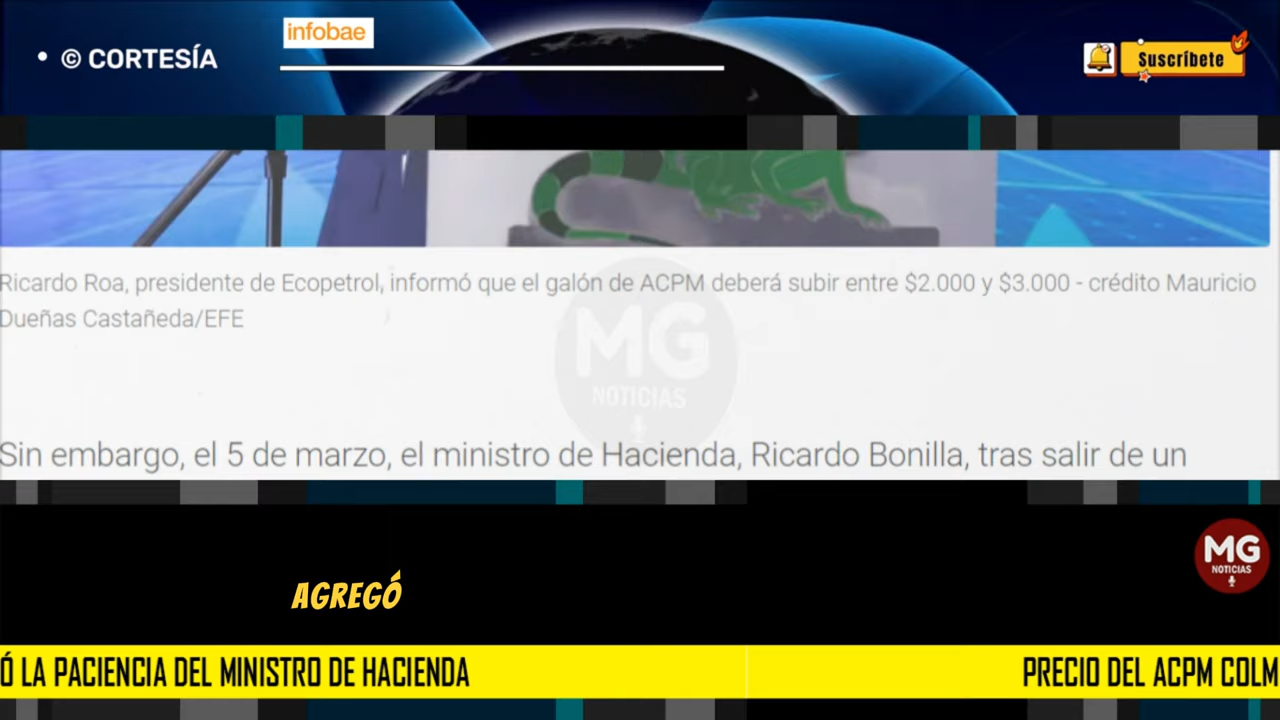 infobae
• © CORTESÍA
Suscríbete
Ricardo Roa, presidente de Ecopetrol, informó que el galón de ACPM deberá subir entre $2.000 y $3.000 - crédito Mauricio
Dueñas Castañeda/EFE
MG
NOTICIAS
Sin embargo, el 5 de marzo, el ministro de Hacienda, Ricardo Bonilla, tras salir de un
MG
NOTICIAS
AGREGÓ
Ó LA PACIENCIA DEL MINISTRO DE HACIENDA
PRECIO DEL ACPM COLM